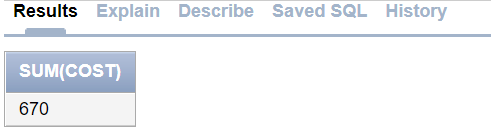 Results Explain Describe Saved SQL History
SUM(COST)
670